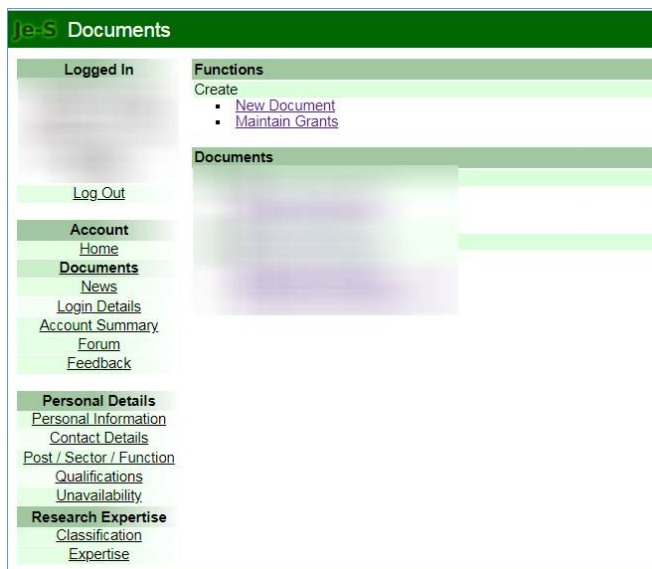 Je-S Documents
Logged In
Log Out
Account
Home
Documents
News
Login Details
Account Summary
Forum
Feedback
Personal Details
Personal Information
Contact Details
Post / Sector / Function
Qualifications
Unavailability
Research Expertise
Classification
Expertise
Functions
Create
New Document
Maintain Grants
Documents